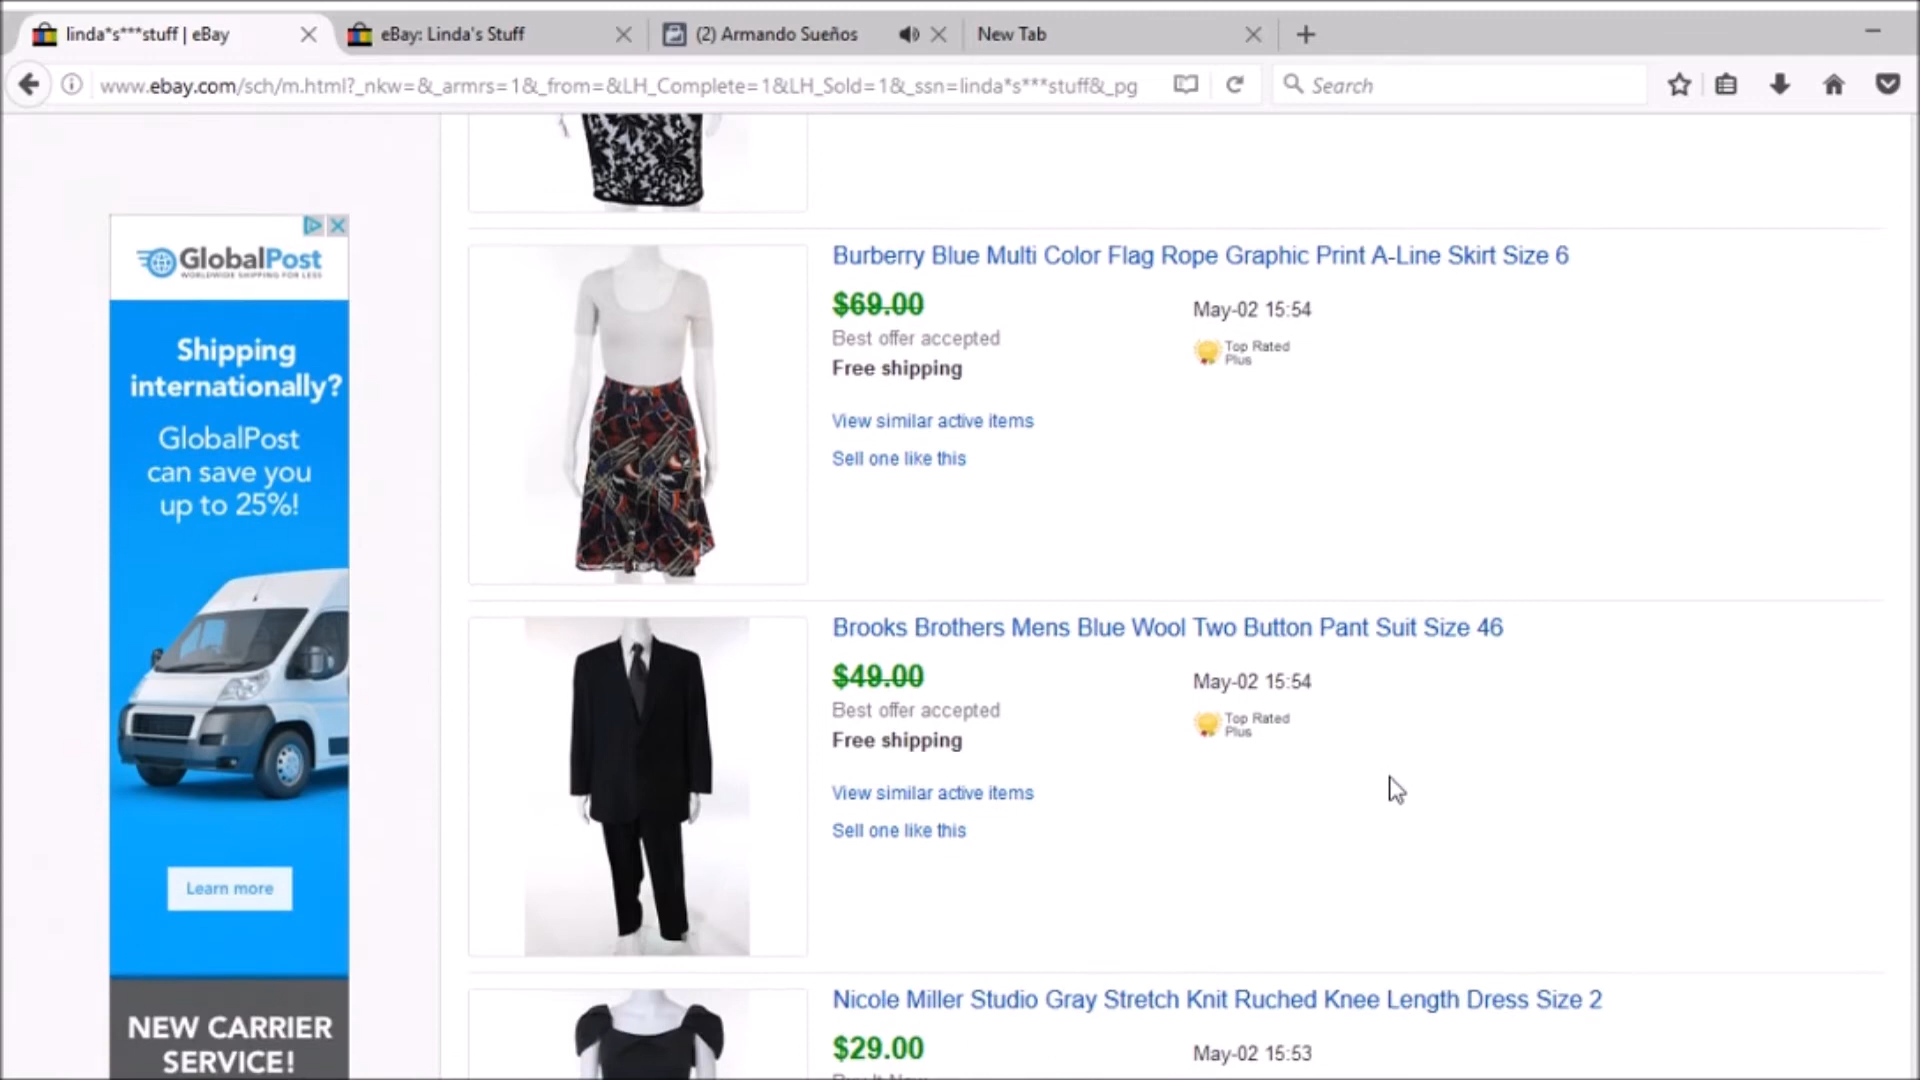 linda*s***stuff | eBay
eBay: Linda's Stuff
(2) Armando Sueños
New Tab
www.ebay.com/sch/m.html?_nkw=&_armrs=1&_from=&LH_Complete=1&LH_Sold=1&_ssn=linda*s***stuff&_pg
Search
GlobalPost
WORLDWIDE SHIPPING FOR LESS
Shipping
internationally?
GlobalPost
can save you
up to 25%!
Learn more
NEW CARRIER
SERVICE!
Burberry Blue Multi Color Flag Rope Graphic Print A-Line Skirt Size 6
$69.00
May-02 15:54
Best offer accepted
Top Rated
Plus
Free shipping
View similar active items
Sell one like this
Brooks Brothers Mens Blue Wool Two Button Pant Suit Size 46
$49.00
May-02 15:54
Best offer accepted
Top Rated
Plus
Free shipping
View similar active items
Sell one like this
Nicole Miller Studio Gray Stretch Knit Ruched Knee Length Dress Size 2
$29.00
May-02 15:53